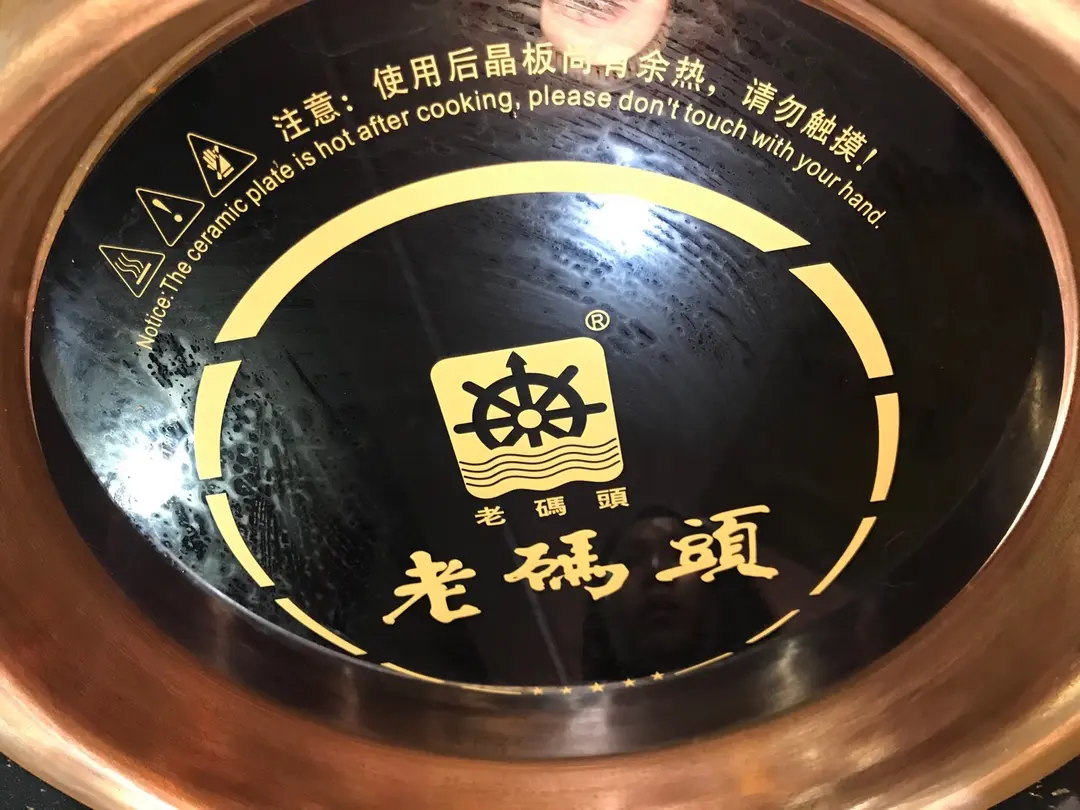 注意：使用后晶板尚有余热，请勿触摸！
Notice:The ceramic plate is hot after cooking, please don't touch with your hand.
®
老碼頭
老碼頭